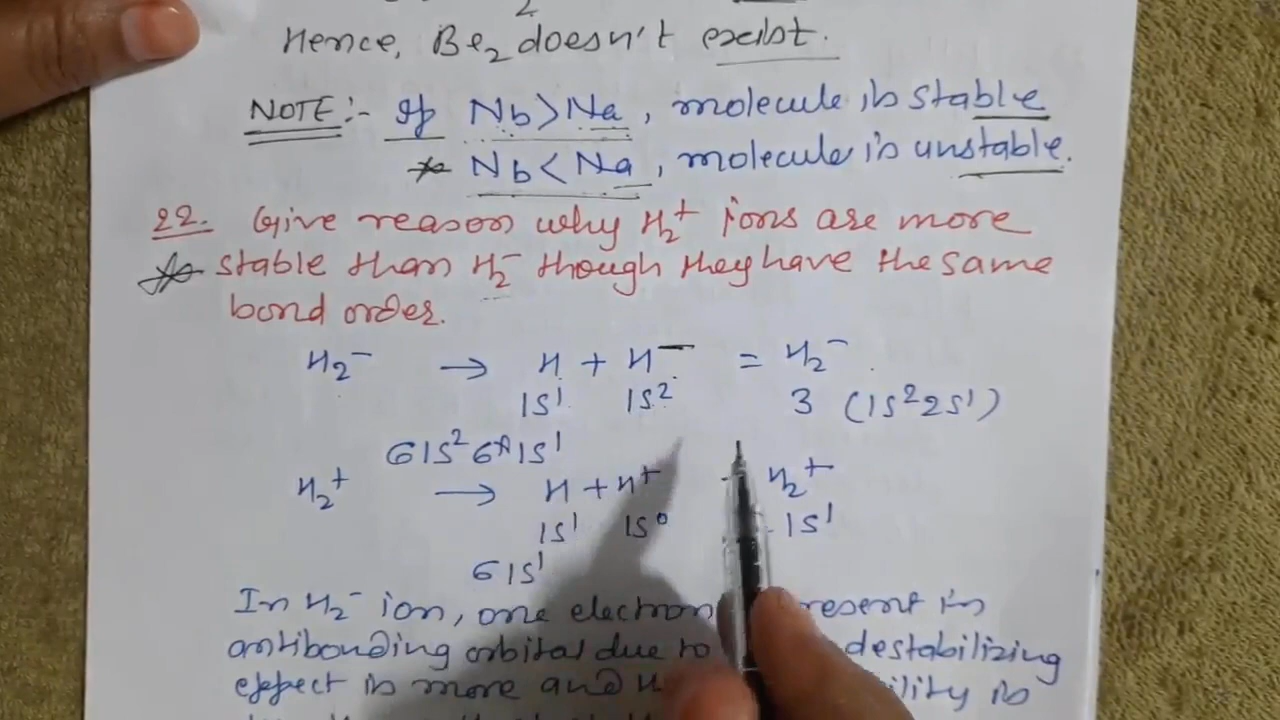 2
Hence, Be2 doesn't exist.
NOTE:- If Nb>Na, molecule is stable
* Nb<Na, molecule is unstable.
22. Give reason why H2+ ions are more
* stable than H2- though they have the same
bond order.
H2- → H + H- = H2-
1s1 1s2 3 (1s2 2s1)
σ1s2 σ*1s1
H2+ → H + H+ H2+
1s1 1s0 1s1
σ1s1
In H2- ion, one electron present in
antibonding orbital due to destabilizing
effect is more and is